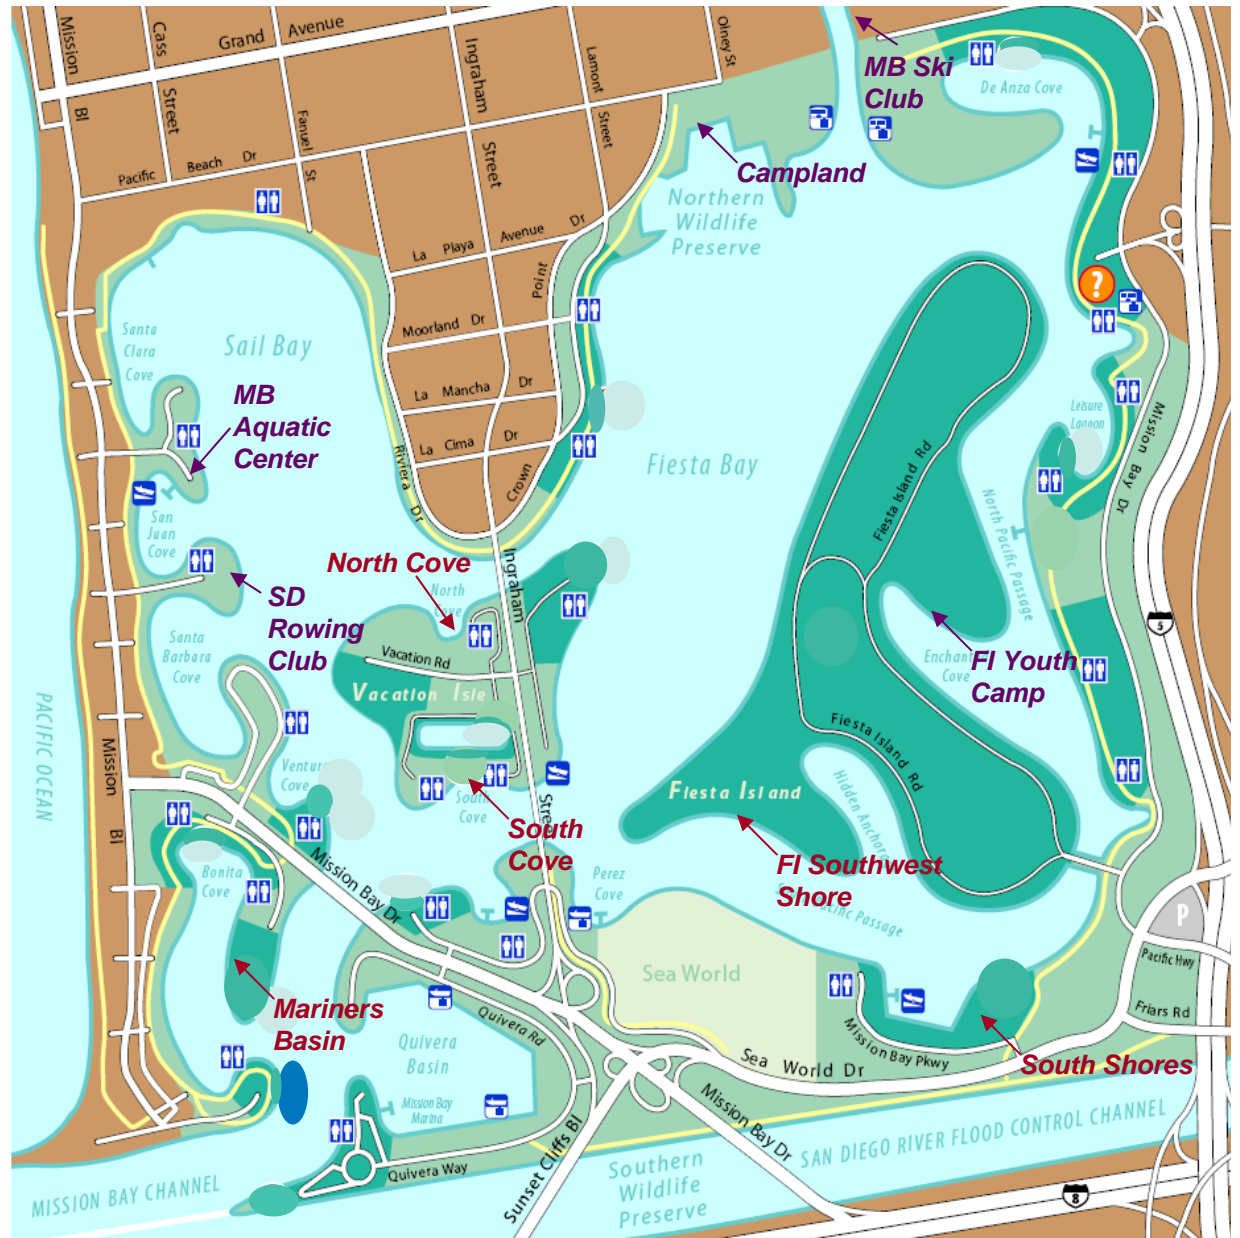 Mission
Bl
Cass
Street
Grand Avenue
Ingraham
Street
Lamont
Street
Olney St
MB Ski
Club
De Anza Cove
Fanuel
St
Pacific Beach Dr
Campland
Northern
Wildlife
Preserve
La Playa Avenue Dr
Point
Moorland Dr
La Mancha Dr
La Cima Dr
Crown
Riviera
Dr
Santa
Clara
Cove
Sail Bay
MB
Aquatic
Center
San
Juan
Cove
Fiesta Bay
?
Leisure
Lagoon
Mission Bay Dr
Fiesta Island Rd
North Pacific Passage
5
SD
Rowing
Club
Santa
Barbara
Cove
North Cove
North
Cove
Ingraham
Vacation Rd
Vacation Isle
FI Youth
Camp
Cove
PACIFIC OCEAN
Mission
Bl
Ventura
Cove
Fiesta Island Rd
Hidden Anchorage
Fiesta Island
South
Cove
South
Cove
Street
FI Southwest
Shore
Mission Bay Dr
Bonita
Cove
Perez
Cove
Passage
P
Pacific Hwy
Friars Rd
Sea World
Mariners
Basin
Quivera Rd
Quivera
Basin
Mission Bay
Marina
Mission Bay Pkwy
Sea World Dr
South Shores
Mission Bay Dr
Sunset Cliffs Bl
Quivera Way
MISSION BAY CHANNEL
Southern
Wildlife
Preserve
SAN DIEGO RIVER FLOOD CONTROL CHANNEL
8